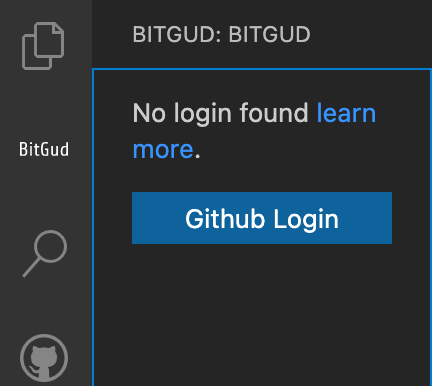 BITGUD: BITGUD
No login found learn
more.
BitGud
Github Login